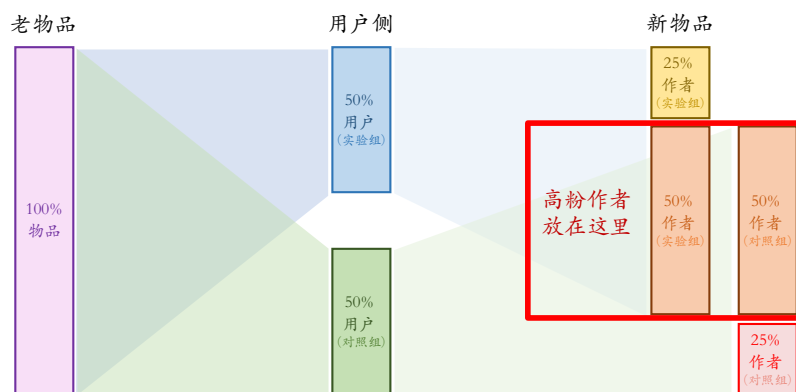 老物品
用户侧
新物品
100%
物品
50%
用户
(实验组)
50%
用户
(对照组)
25%
作者
(实验组)
高粉作者
放在这里
50%
作者
(实验组)
50%
作者
(对照组)
25%
作者
(对照组)